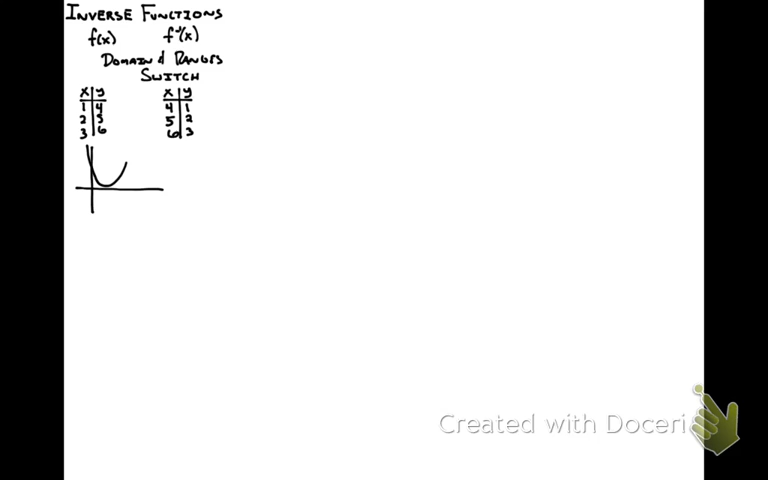 INVERSE FUNCTIONS
f(x) f⁻¹(x)
DOMAIN & RANGES
SWITCH
x y x y
1 4 4 1
2 5 5 2
3 6 6 3
Created with Doceri